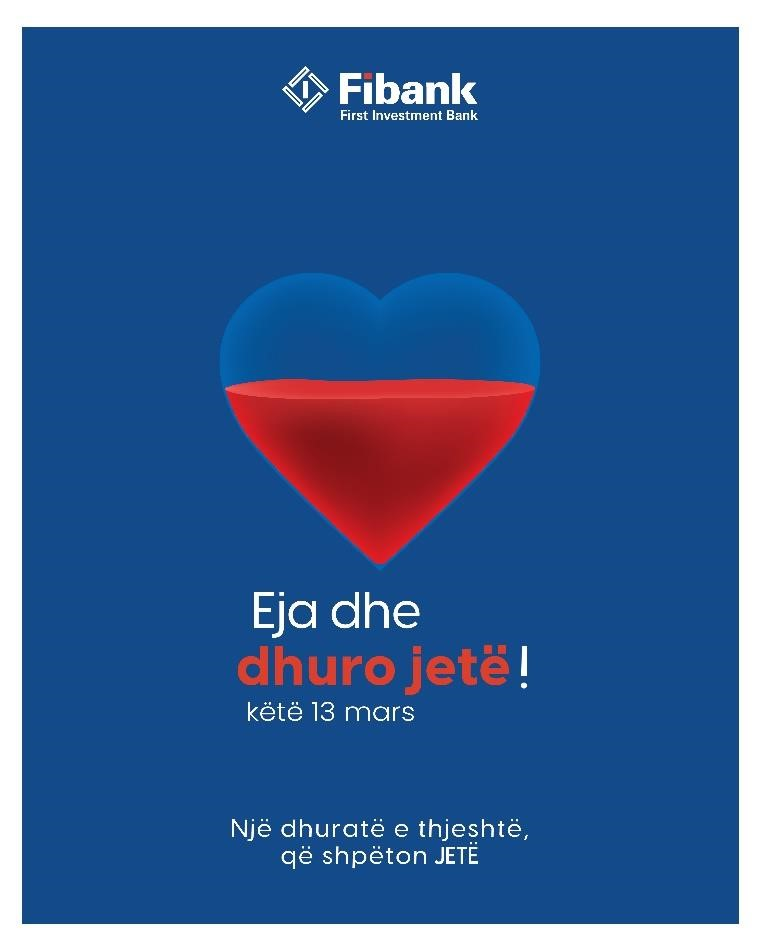 Fibank
First Investment Bank
Eja dhe
dhuro jetë!
këtë 13 mars
Një dhuratë e thjeshtë,
që shpëton JETË